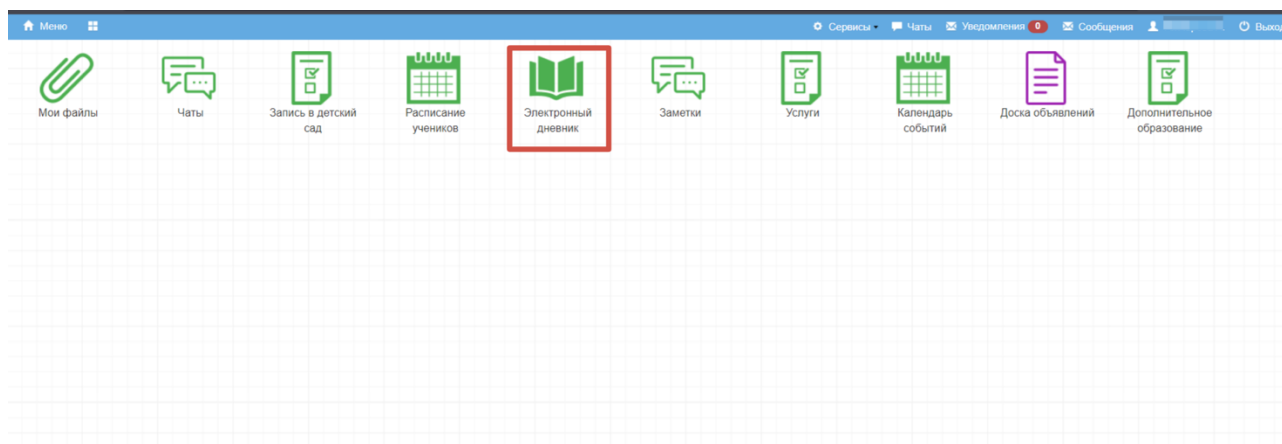 Меню
Сервисы Чаты Уведомления 0 Сообщения Выход
Мои файлы
Чаты
Запись в детский
сад
Расписание
учеников
Электронный
дневник
Заметки
Услуги
Календарь
событий
Доска объявлений
Дополнительное
образование